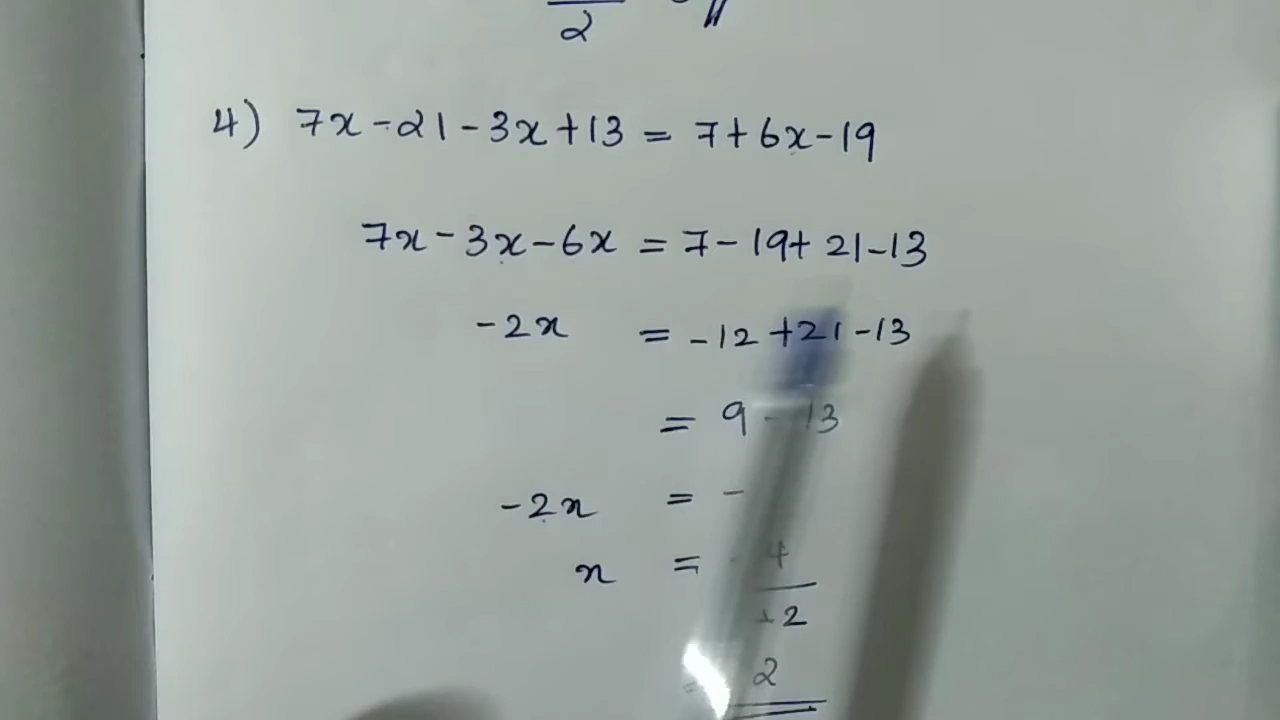 2
4) 7x-21-3x+13 = 7+6x-19
7x-3x-6x = 7-19+21-13
-2x = -12+21-13
= 9-13
-2x = -
x = 4
2
= 2